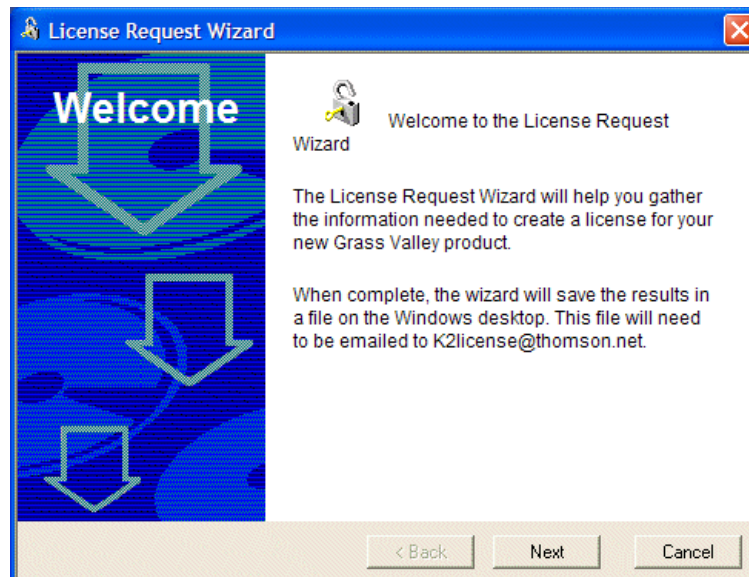 License Request Wizard
Welcome
Welcome to the License Request
Wizard
The License Request Wizard will help you gather
the information needed to create a license for your
new Grass Valley product.
When complete, the wizard will save the results in
a file on the Windows desktop. This file will need
to be emailed to K2license@thomson.net.
< Back
Next
Cancel